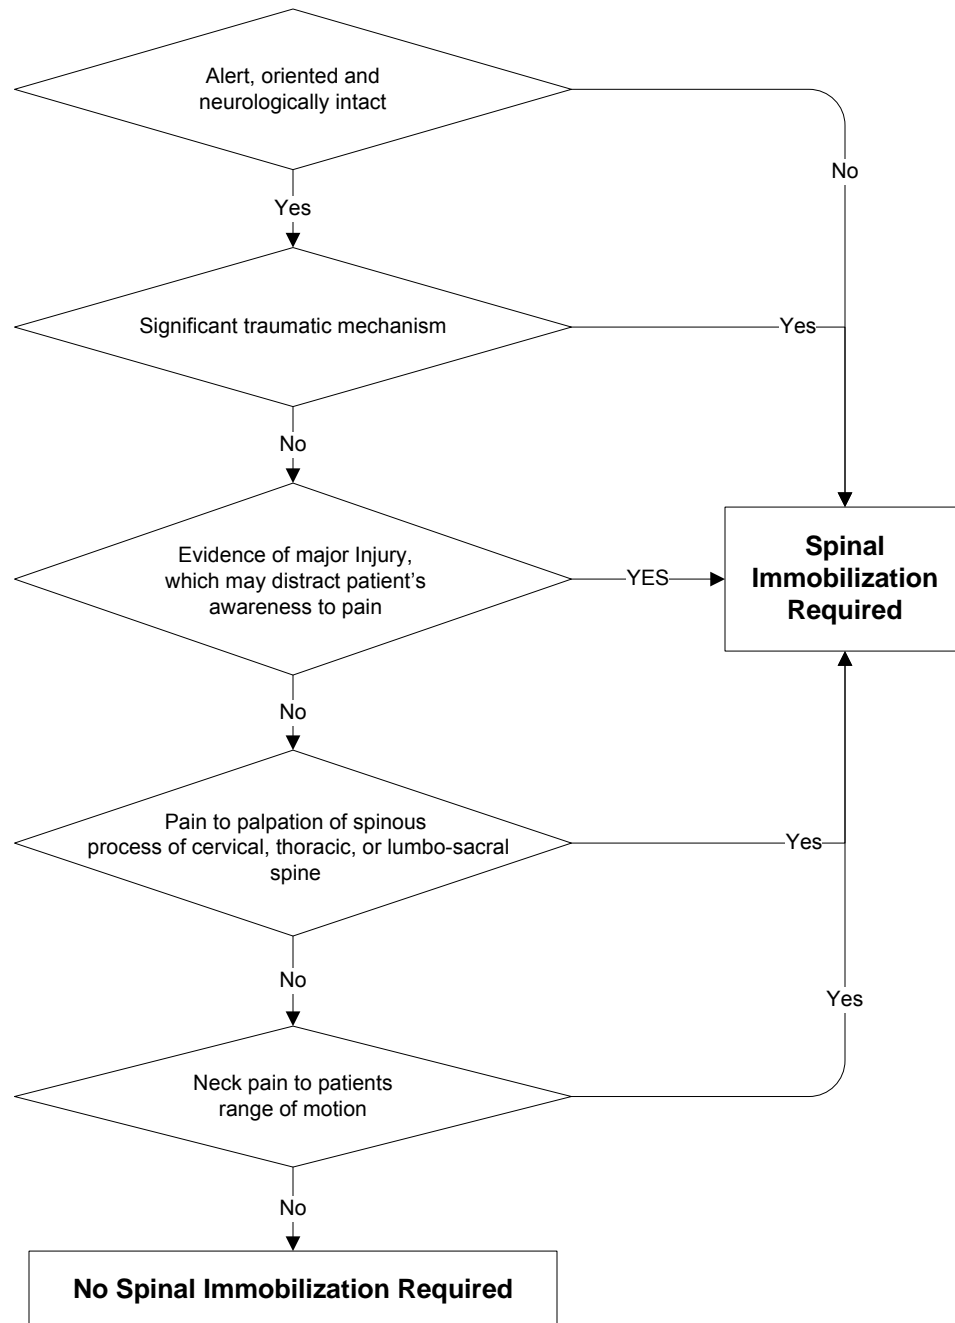 Alert, oriented and
neurologically intact
No
Yes
Significant traumatic mechanism
Yes
No
Evidence of major Injury,
which may distract patient's
awareness to pain
YES
Spinal
Immobilization
Required
No
Pain to palpation of spinous
process of cervical, thoracic, or lumbo-sacral
spine
Yes
No
Yes
Neck pain to patients
range of motion
No
No Spinal Immobilization Required